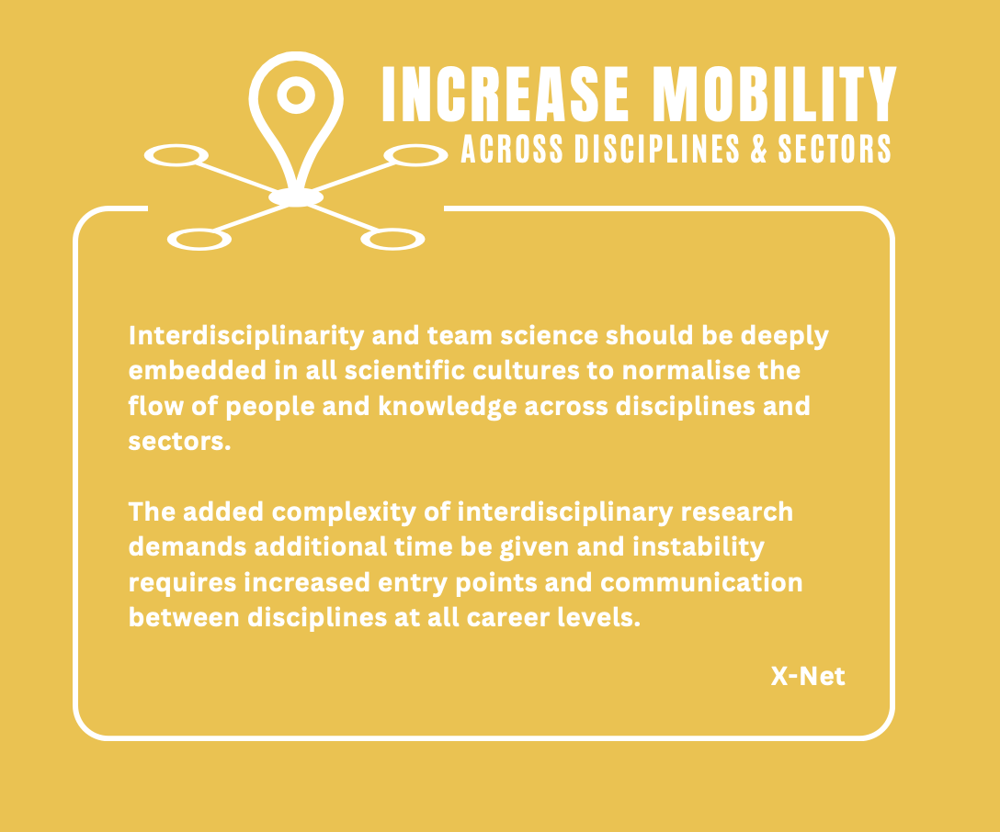 INCREASE MOBILITY
ACROSS DISCIPLINES & SECTORS
Interdisciplinarity and team science should be deeply
embedded in all scientific cultures to normalise the
flow of people and knowledge across disciplines and
sectors.
The added complexity of interdisciplinary research
demands additional time be given and instability
requires increased entry points and communication
between disciplines at all career levels.
X-Net